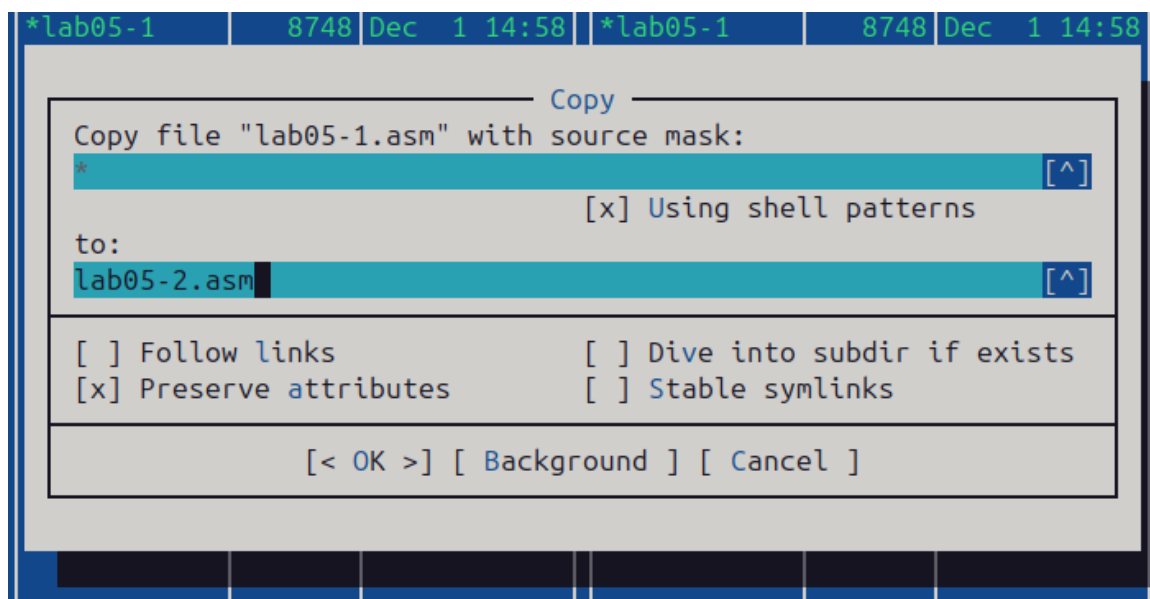 *lab05-1 8748 Dec 1 14:58 *lab05-1 8748 Dec 1 14:58
Copy
Copy file "lab05-1.asm" with source mask:
* [^]
[x] Using shell patterns
to:
lab05-2.asm [^]
[ ] Follow links [ ] Dive into subdir if exists
[x] Preserve attributes [ ] Stable symlinks
[< OK >] [ Background ] [ Cancel ]